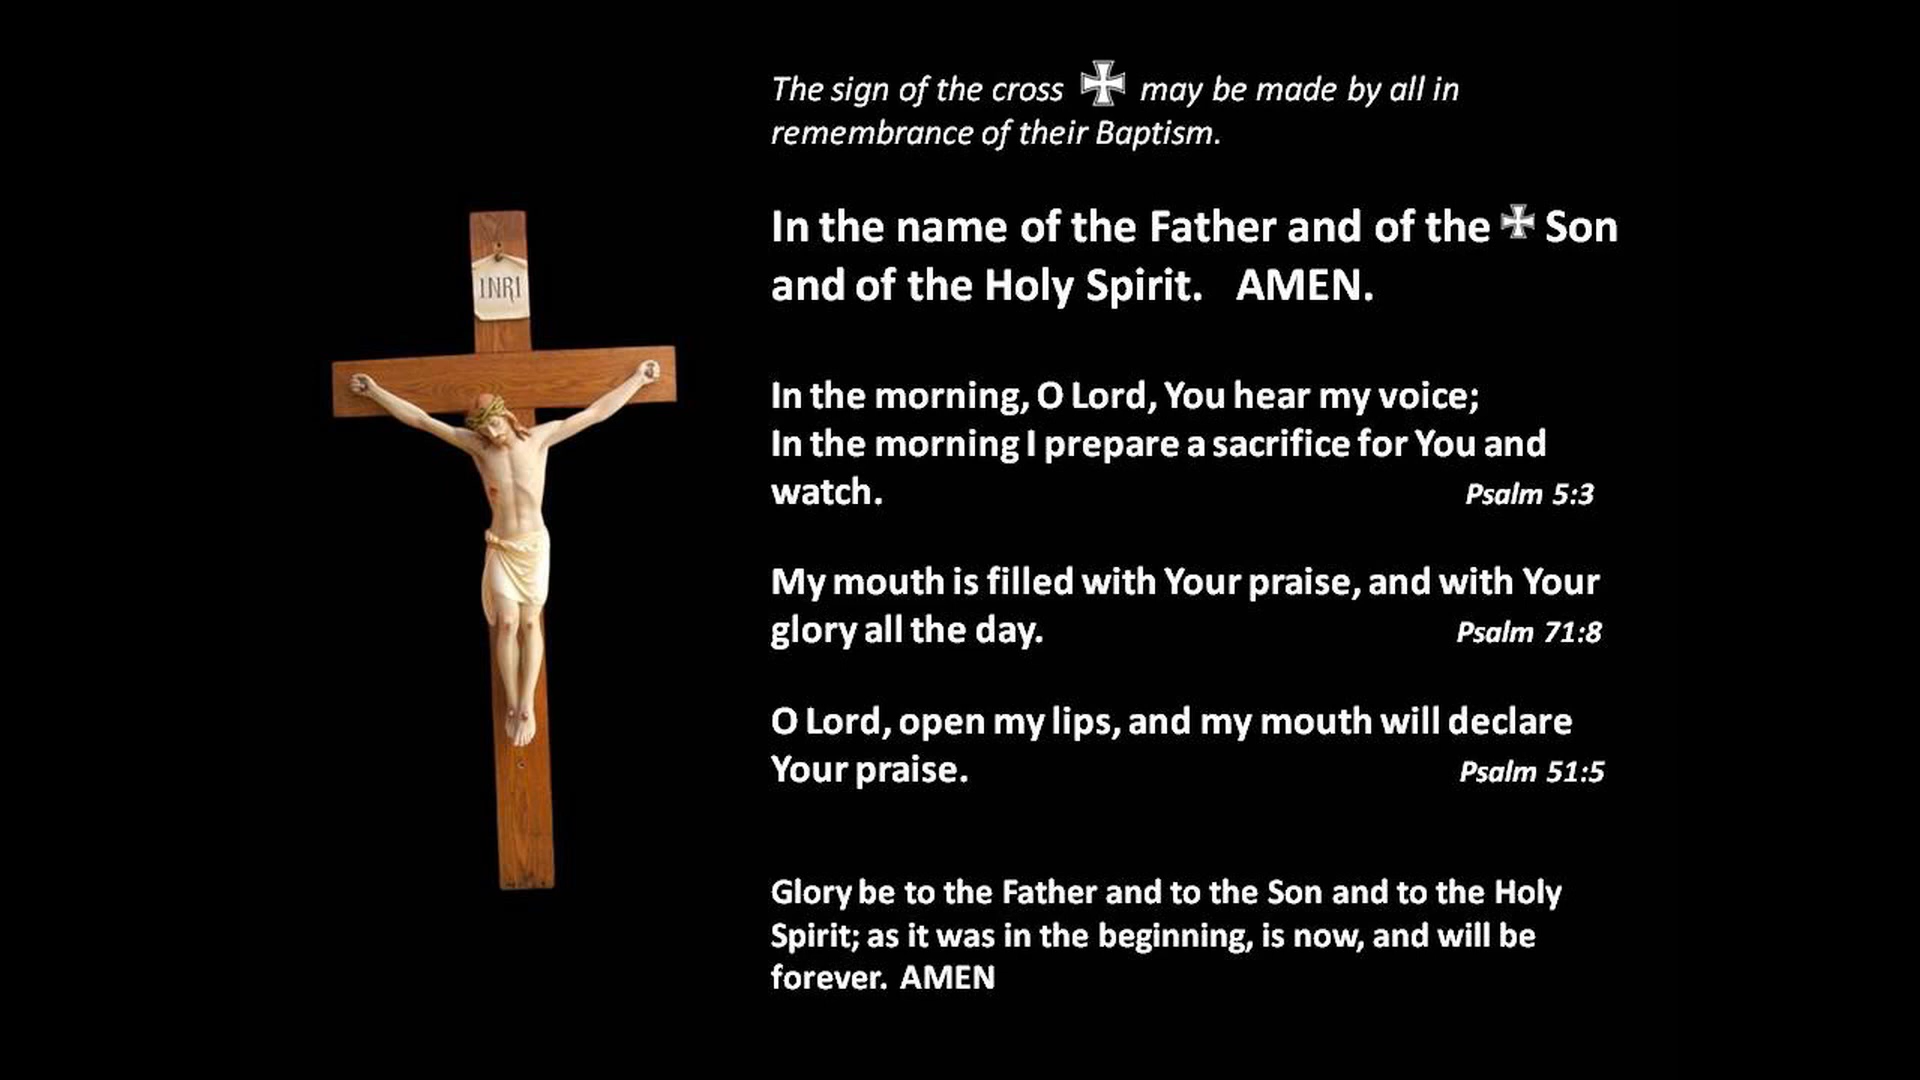 The sign of the cross ✠ may be made by all in
remembrance of their Baptism.
In the name of the Father and of the ✠ Son
and of the Holy Spirit. AMEN.
INRI
In the morning, O Lord, You hear my voice;
In the morning I prepare a sacrifice for You and
watch. Psalm 5:3
My mouth is filled with Your praise, and with Your
glory all the day. Psalm 71:8
O Lord, open my lips, and my mouth will declare
Your praise. Psalm 51:5
Glory be to the Father and to the Son and to the Holy
Spirit; as it was in the beginning, is now, and will be
forever. AMEN